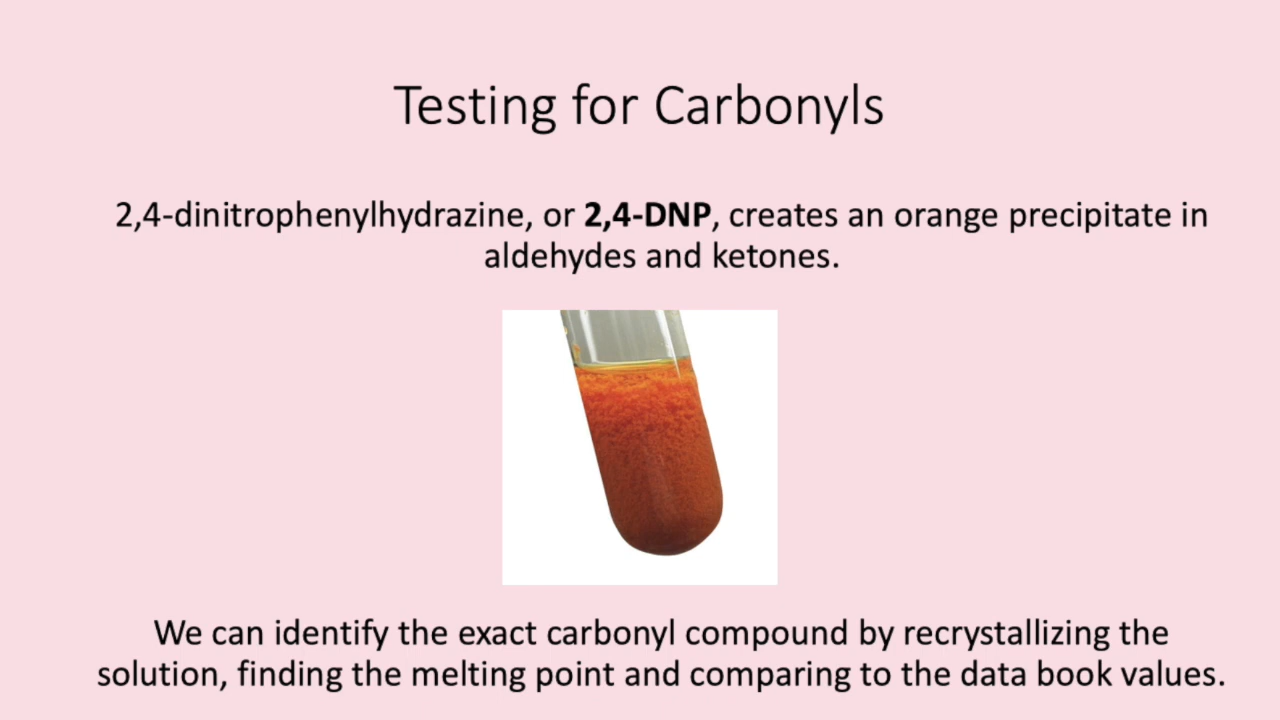 Testing for Carbonyls
2,4-dinitrophenylhydrazine, or 2,4-DNP, creates an orange precipitate in
aldehydes and ketones.
We can identify the exact carbonyl compound by recrystallizing the
solution, finding the melting point and comparing to the data book values.